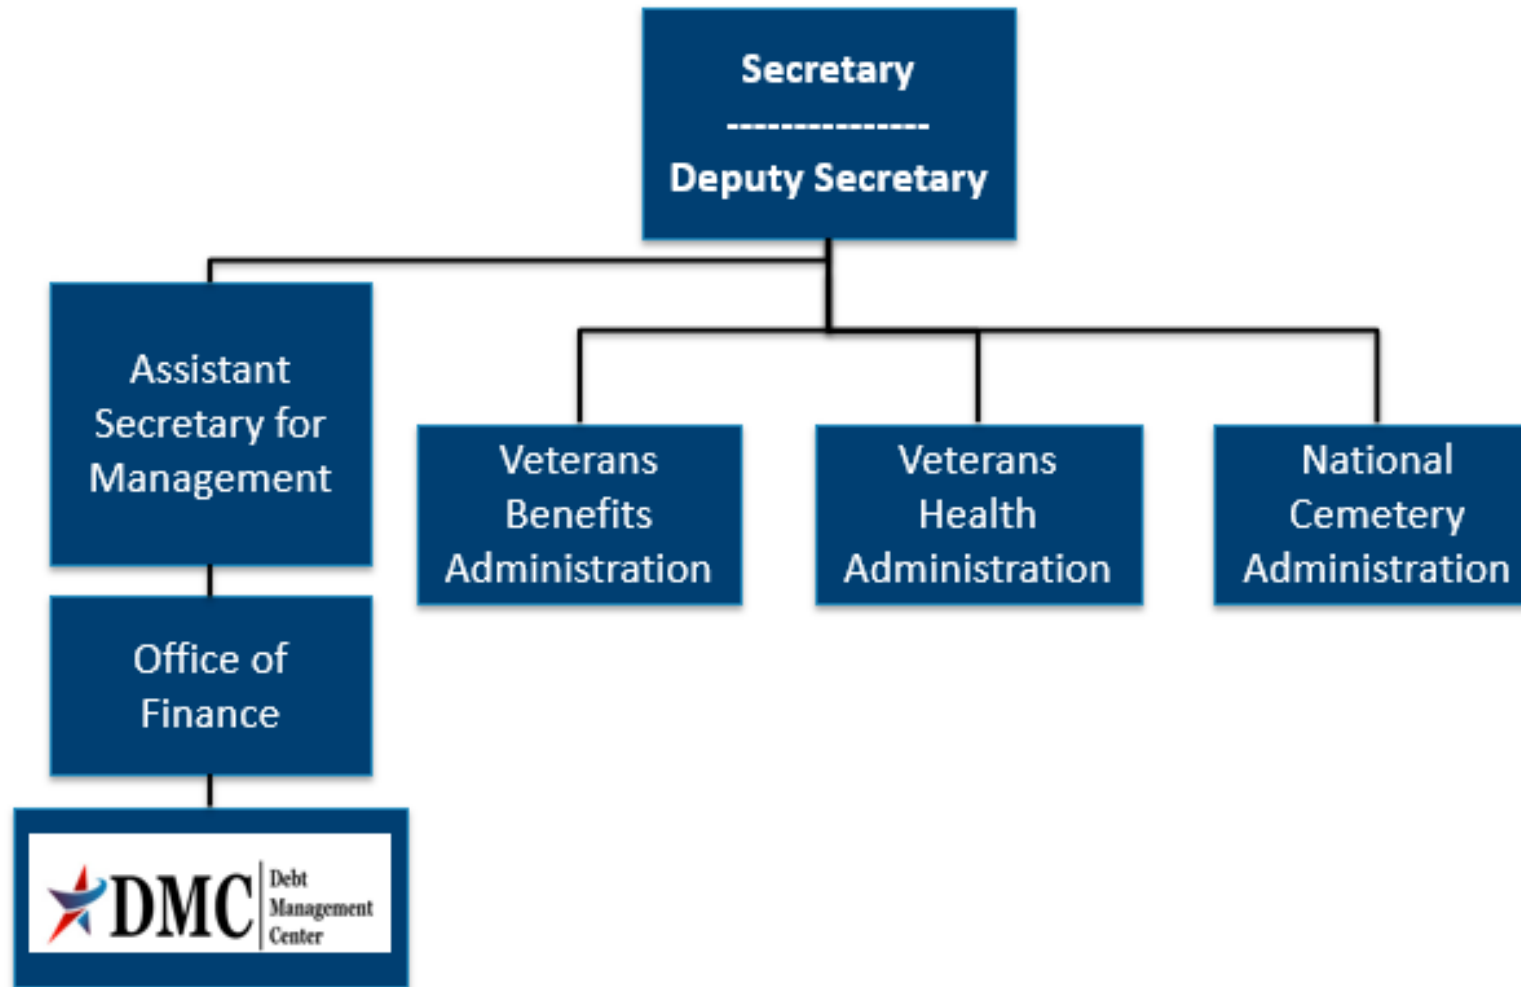 Secretary
---------------
Deputy Secretary
Assistant
Secretary for
Management
Veterans
Benefits
Administration
Veterans
Health
Administration
National
Cemetery
Administration
Office of
Finance
DMC
Debt
Management
Center